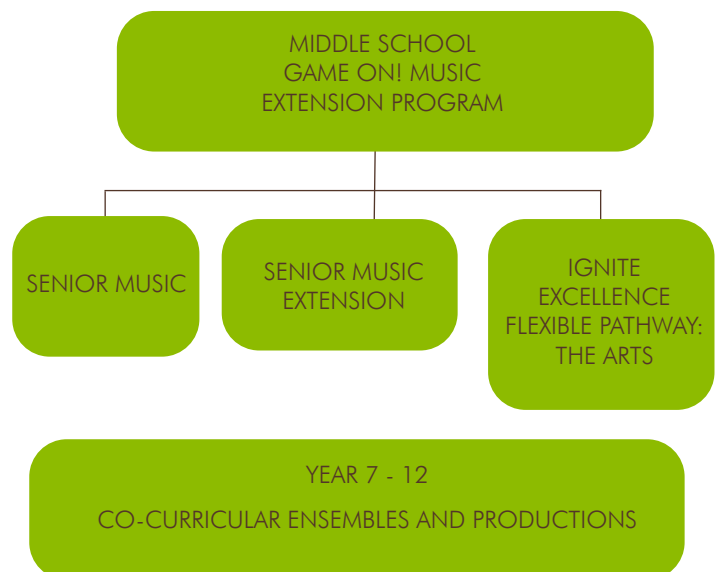 MIDDLE SCHOOL
GAME ON! MUSIC
EXTENSION PROGRAM
SENIOR MUSIC
SENIOR MUSIC
EXTENSION
IGNITE
EXCELLENCE
FLEXIBLE PATHWAY:
THE ARTS
YEAR 7 - 12
CO-CURRICULAR ENSEMBLES AND PRODUCTIONS